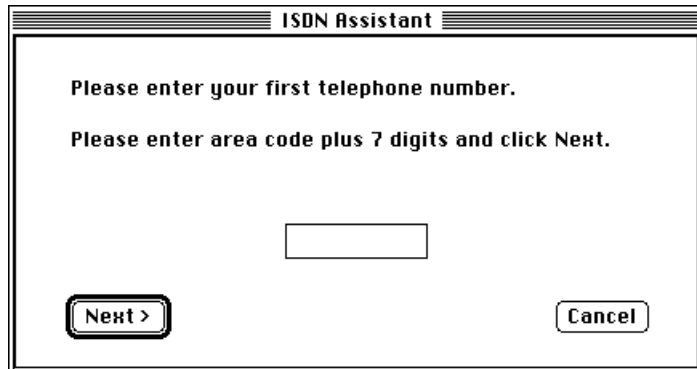 ISDN Assistant
Please enter your first telephone number.
Please enter area code plus 7 digits and click Next.
Next >
Cancel